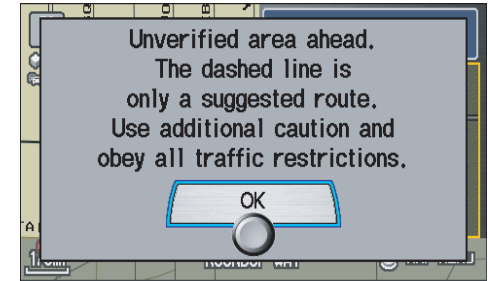 Unverified area ahead.
The dashed line is
only a suggested route.
Use additional caution and
obey all traffic restrictions.
OK